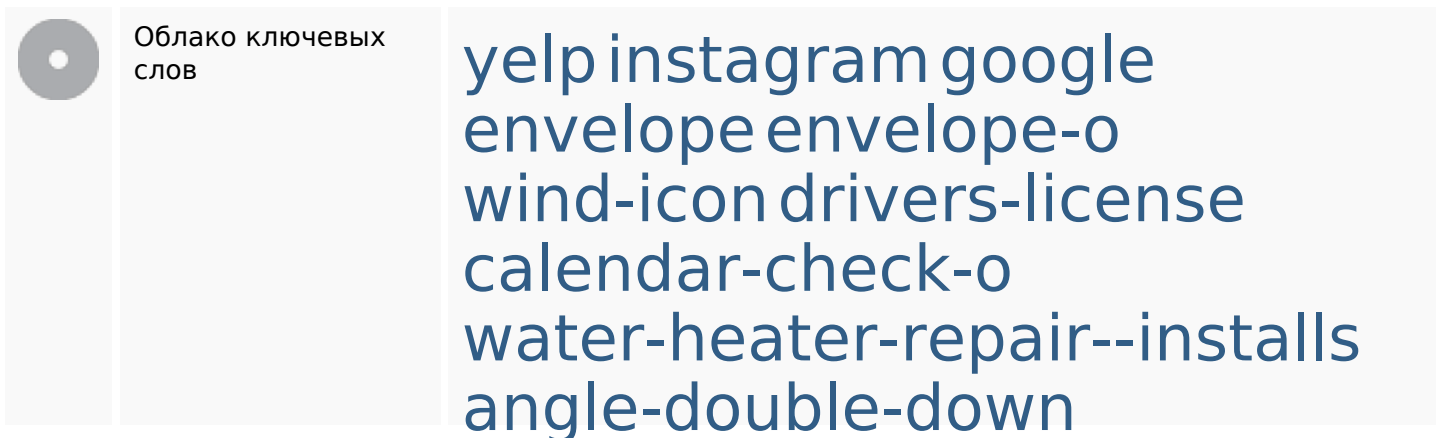 Облако ключевых
слов
yelp instagram google
envelope envelope-o
wind-icon drivers-license
calendar-check-o
water-heater-repair--installs
angle-double-down